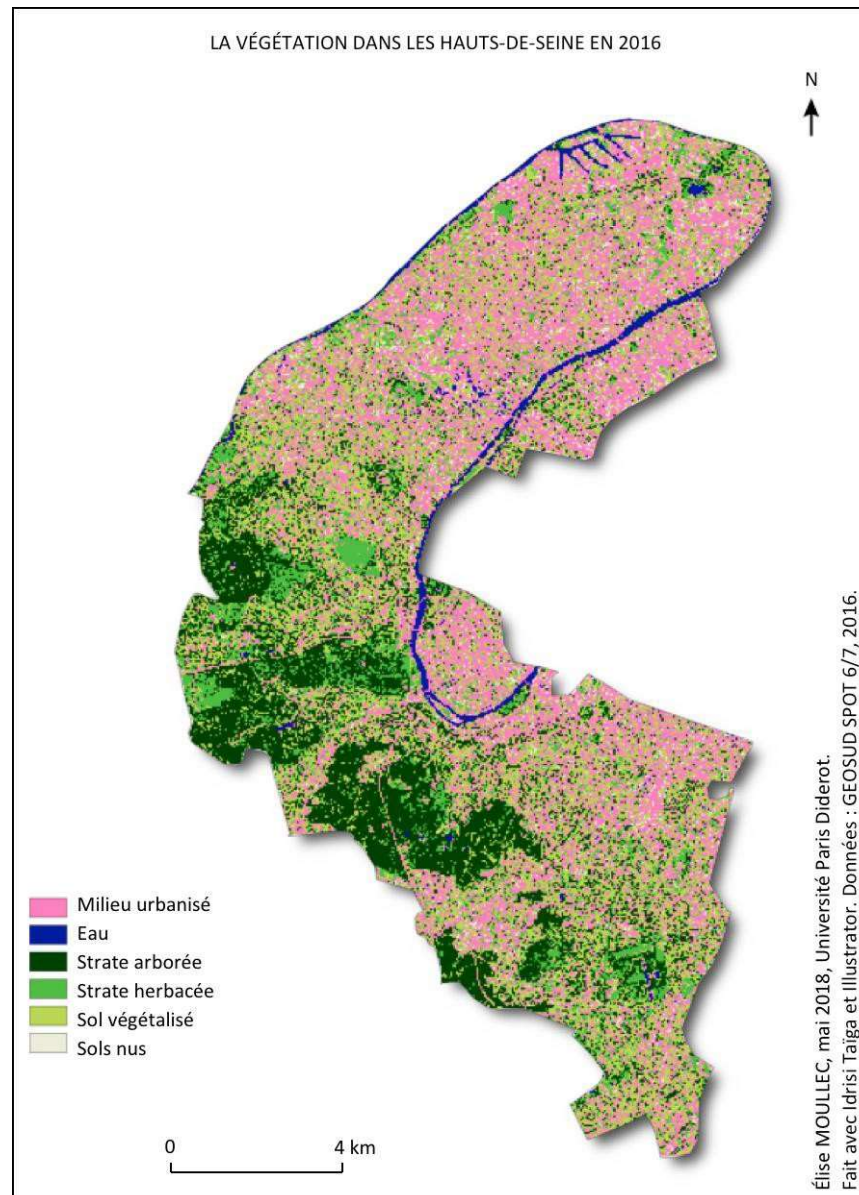 LA VÉGÉTATION DANS LES HAUTS-DE-SEINE EN 2016
N
Milieu urbanisé
Eau
Strate arborée
Strate herbacée
Sol végétalisé
Sols nus
0 4 km
Élise MOULLEC, mai 2018, Université Paris Diderot.
Fait avec Idrisi Taïga et Illustrator. Données : GEOSUD SPOT 6/7, 2016.